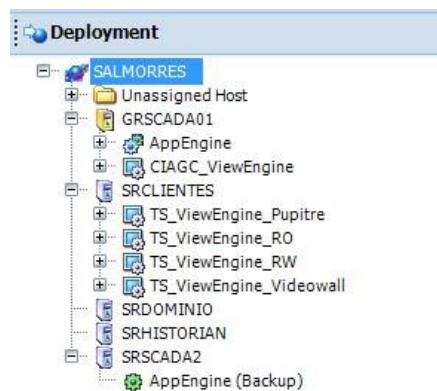 Deployment
SALMORRES
Unassigned Host
GRSCADA01
AppEngine
CIAGC_ViewEngine
SRCLIENTES
TS_ViewEngine_Pupitre
TS_ViewEngine_RO
TS_ViewEngine_RW
TS_ViewEngine_Videowall
SRDOMINIO
SRHISTORIAN
SRSCADA2
AppEngine (Backup)